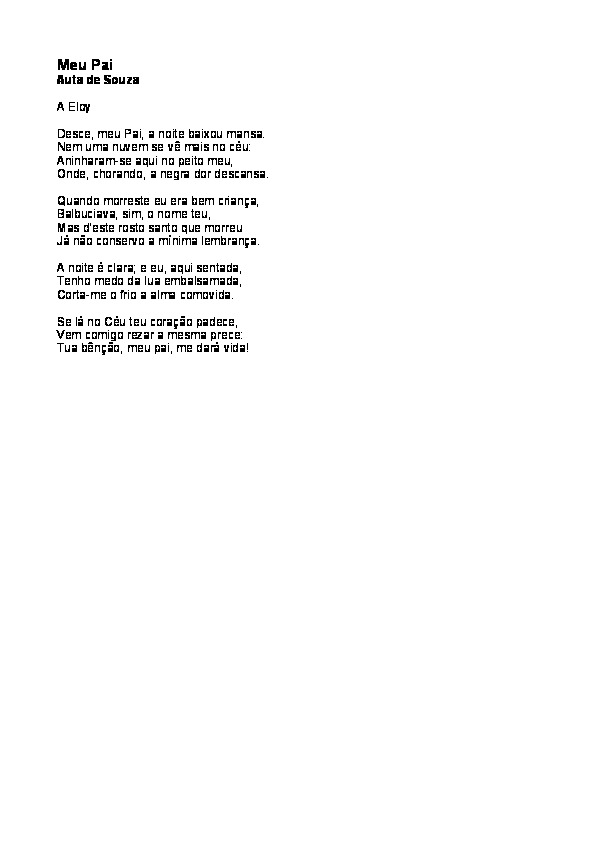 Meu Pai
Auta de Souza
A Eloy
Desce, meu Pai, a noite baixou mansa.
Nem uma nuvem se vê mais no céu:
Aninharam-se aqui no peito meu,
Onde, chorando, a negra dor descansa.
Quando morreste eu era bem criança,
Balbuciava, sim, o nome teu,
Mas d'este rosto santo que morreu
Já não conservo a mínima lembrança.
A noite é clara; e eu, aqui sentada,
Tenho medo da lua embalsamada,
Corta-me o frio a alma comovida.
Se lá no Céu teu coração padece,
Vem comigo rezar a mesma prece:
Tua bênção, meu pai, me dará vida!